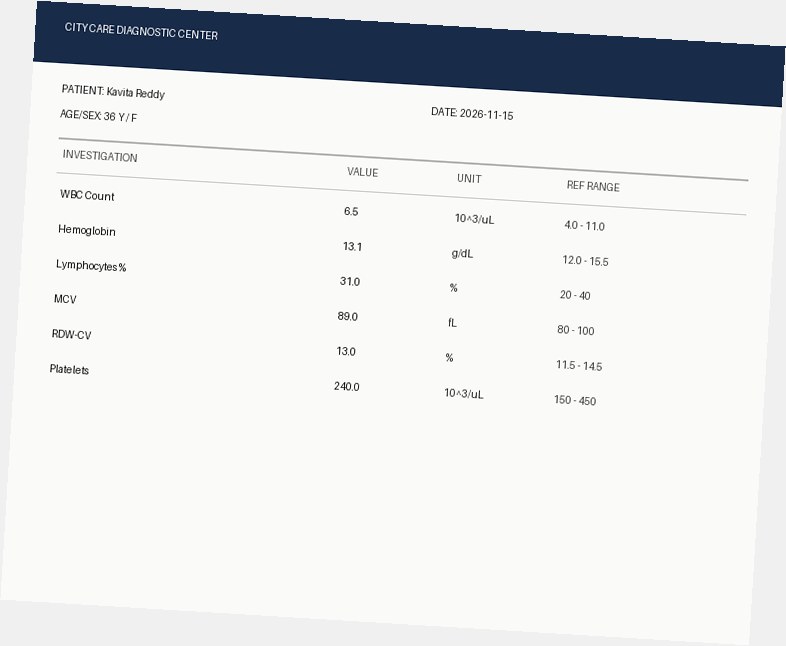 CITY CARE DIAGNOSTIC CENTER
PATIENT: Kavita Reddy DATE: 2026-11-15
AGE/SEX: 36 Y / F
INVESTIGATION VALUE UNIT REF RANGE
WBC Count 6.5 10^3/uL 4.0 - 11.0
Hemoglobin 13.1 g/dL 12.0 - 15.5
Lymphocytes% 31.0 % 20 - 40
MCV 89.0 fL 80 - 100
RDW-CV 13.0 % 11.5 - 14.5
Platelets 240.0 10^3/uL 150 - 450